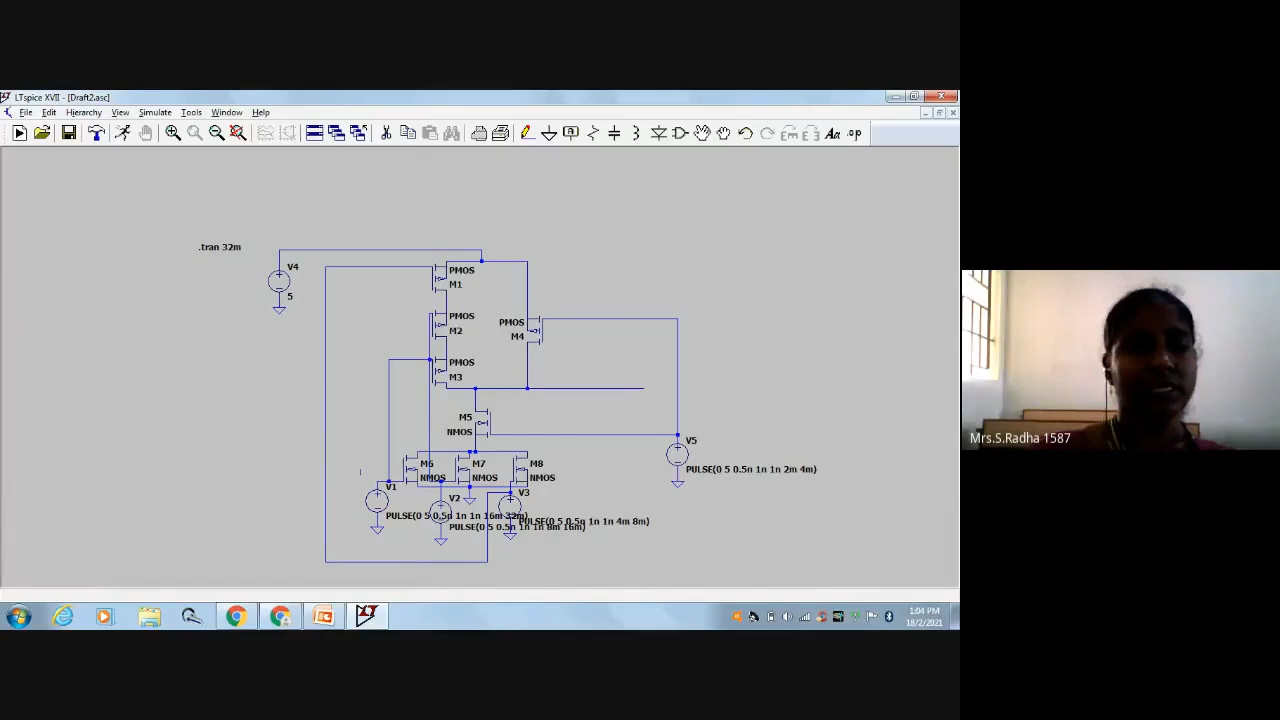 LTspice XVII - [Draft2.asc]
File Edit Hierarchy View Simulate Tools Window Help
.tran 32m
V4
5
PMOS
M1
PMOS
M2
PMOS
M3
PMOS
M4
M5
NMOS
M6
NMOS
M7
NMOS
M8
NMOS
V1
PULSE(0 5 0.5n 1n 1n 16m 32m)
V2
PULSE(0 5 0.5n 1n 1n 8m 16m)
V3
PULSE(0 5 0.5n 1n 1n 4m 8m)
V5
PULSE(0 5 0.5n 1n 1n 2m 4m)
Mrs.S.Radha 1587
1:04 PM
18/2/2021